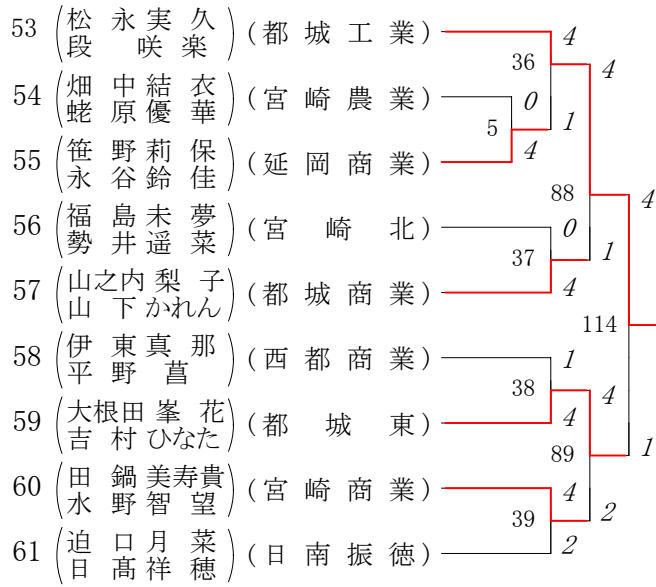 53 (松 永 実 久 (都 城 工 業) 4
段 咲 楽)
36 4
54 (畑 中 結 衣 (宮 崎 農 業) 0
蛯 原 優 華)
5 1
55 (笹 野 莉 保 (延 岡 商 業) 4
永 谷 鈴 佳)
88 4
56 (福 島 未 夢 (宮 崎 北) 0
勢 井 遥 菜)
37 1
57 (山之内 梨 子 (都 城 商 業) 4
山 下 かれん)
114
58 (伊 東 真 那 (西 都 商 業) 1
平 野 菖)
38 4
59 (大根田 峯 花 (都 城 東) 4
吉 村 ひなた)
89 1
60 (田 鍋 美寿貴 (宮 崎 商 業) 4
水 野 智 望)
39 2
61 (迫 口 月 菜 (日 南 振 徳) 2
日 髙 祥 穂)